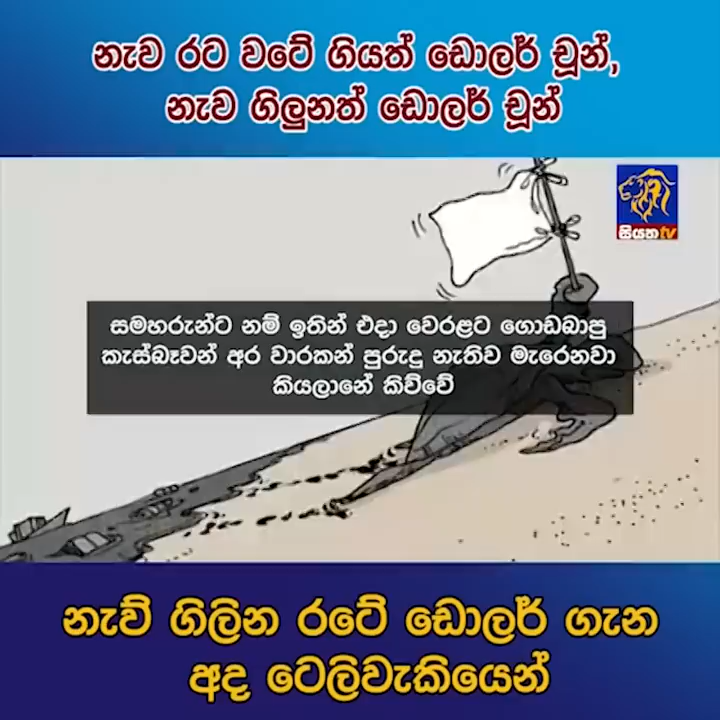 නැව රට වටේ ගියත් ඩොලර් චූන්,
නැව ගිලුනත් ඩොලර් චූන්
සියත tv
සමහරුන්ට නම් ඉතින් එදා වෙරළට ගොඩබාපු
කැස්බෑවන් අර වාරකන් පුරුදු නැතිව මැරෙනවා
කියලානේ කිව්වේ
නැව් ගිලින රටේ ඩොලර් ගැන
අද ටෙලිවැකියෙන්